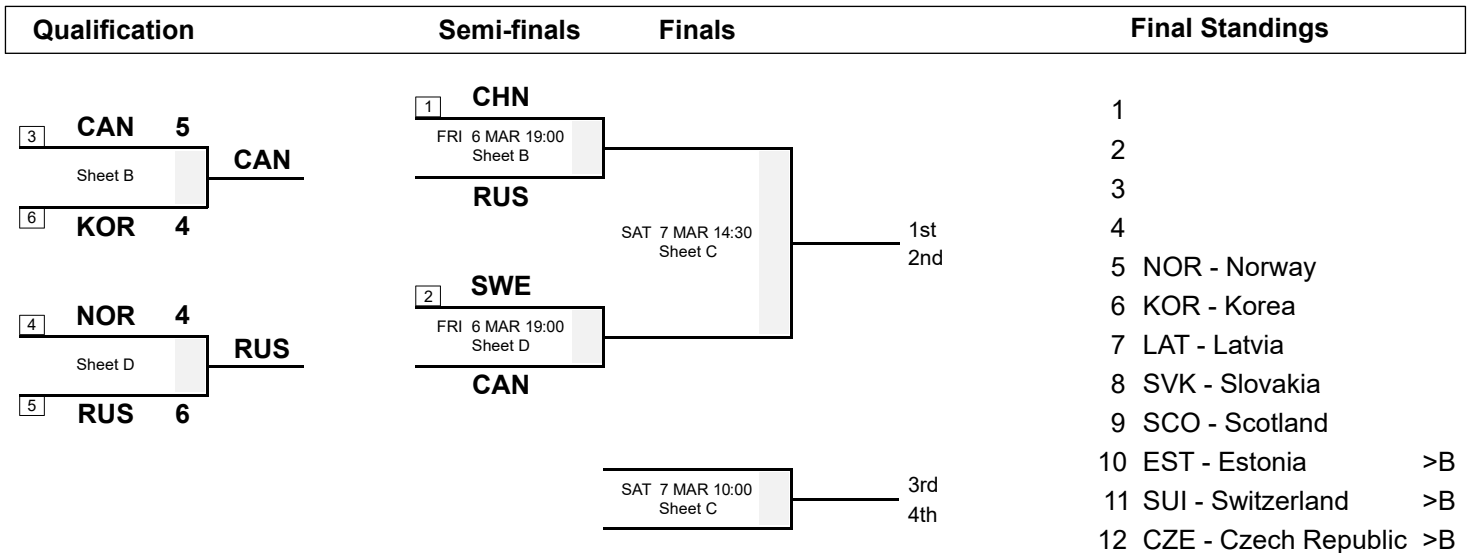 Qualification Semi-finals Finals Final Standings
3 CAN 5
Sheet B
CAN
6 KOR 4
4 NOR 4
Sheet D
RUS
5 RUS 6
1 CHN
FRI 6 MAR 19:00
Sheet B
RUS
2 SWE
FRI 6 MAR 19:00
Sheet D
CAN
SAT 7 MAR 14:30
Sheet C
1st
2nd
SAT 7 MAR 10:00
Sheet C
3rd
4th
1
2
3
4
5 NOR - Norway
6 KOR - Korea
7 LAT - Latvia
8 SVK - Slovakia
9 SCO - Scotland
10 EST - Estonia >B
11 SUI - Switzerland >B
12 CZE - Czech Republic >B